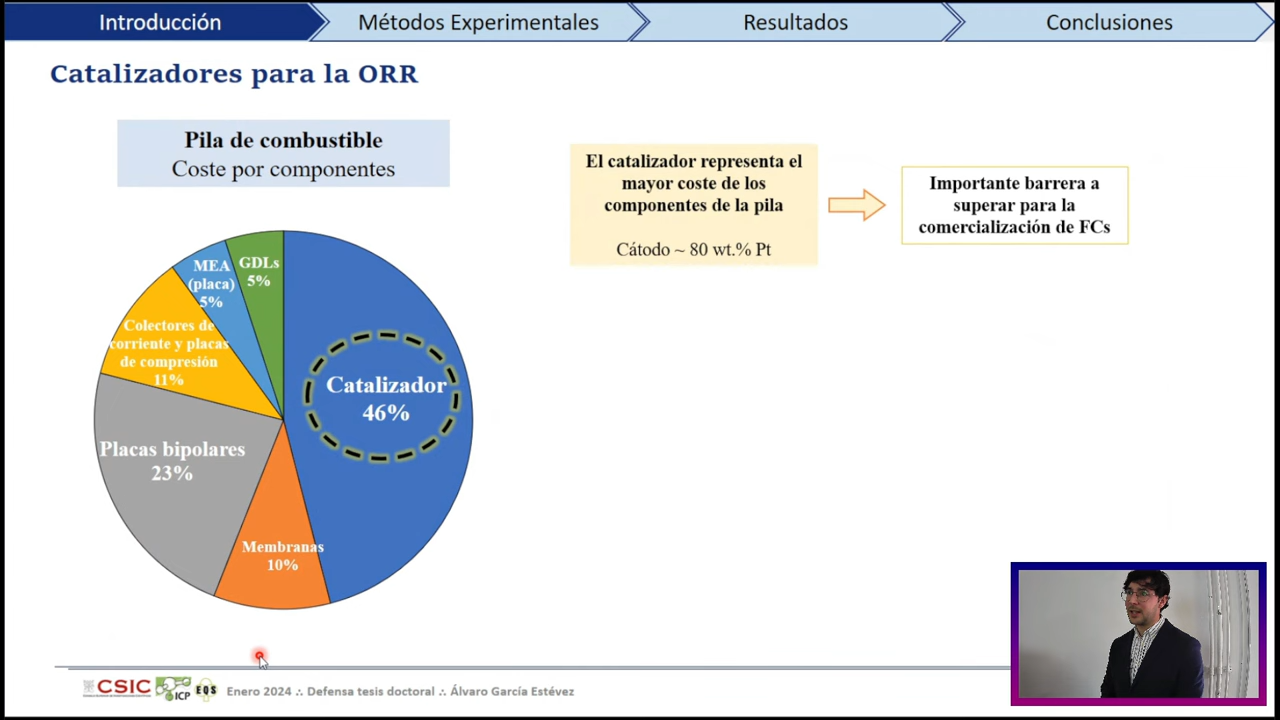 Introducción
Métodos Experimentales
Resultados
Conclusiones
Catalizadores para la ORR
Pila de combustible
Coste por componentes
El catalizador representa el
mayor coste de los
componentes de la pila
Cátodo ~ 80 wt.% Pt
Importante barrera a
superar para la
comercialización de FCs
MEA
(placa)
5%
GDLs
5%
Colectores de
corriente y placas
de compresión
11%
Catalizador
46%
Placas bipolares
23%
Membranas
10%
CSIC
ICP
EQS
Enero 2024 ∴ Defensa tesis doctoral ∴ Álvaro García Estévez